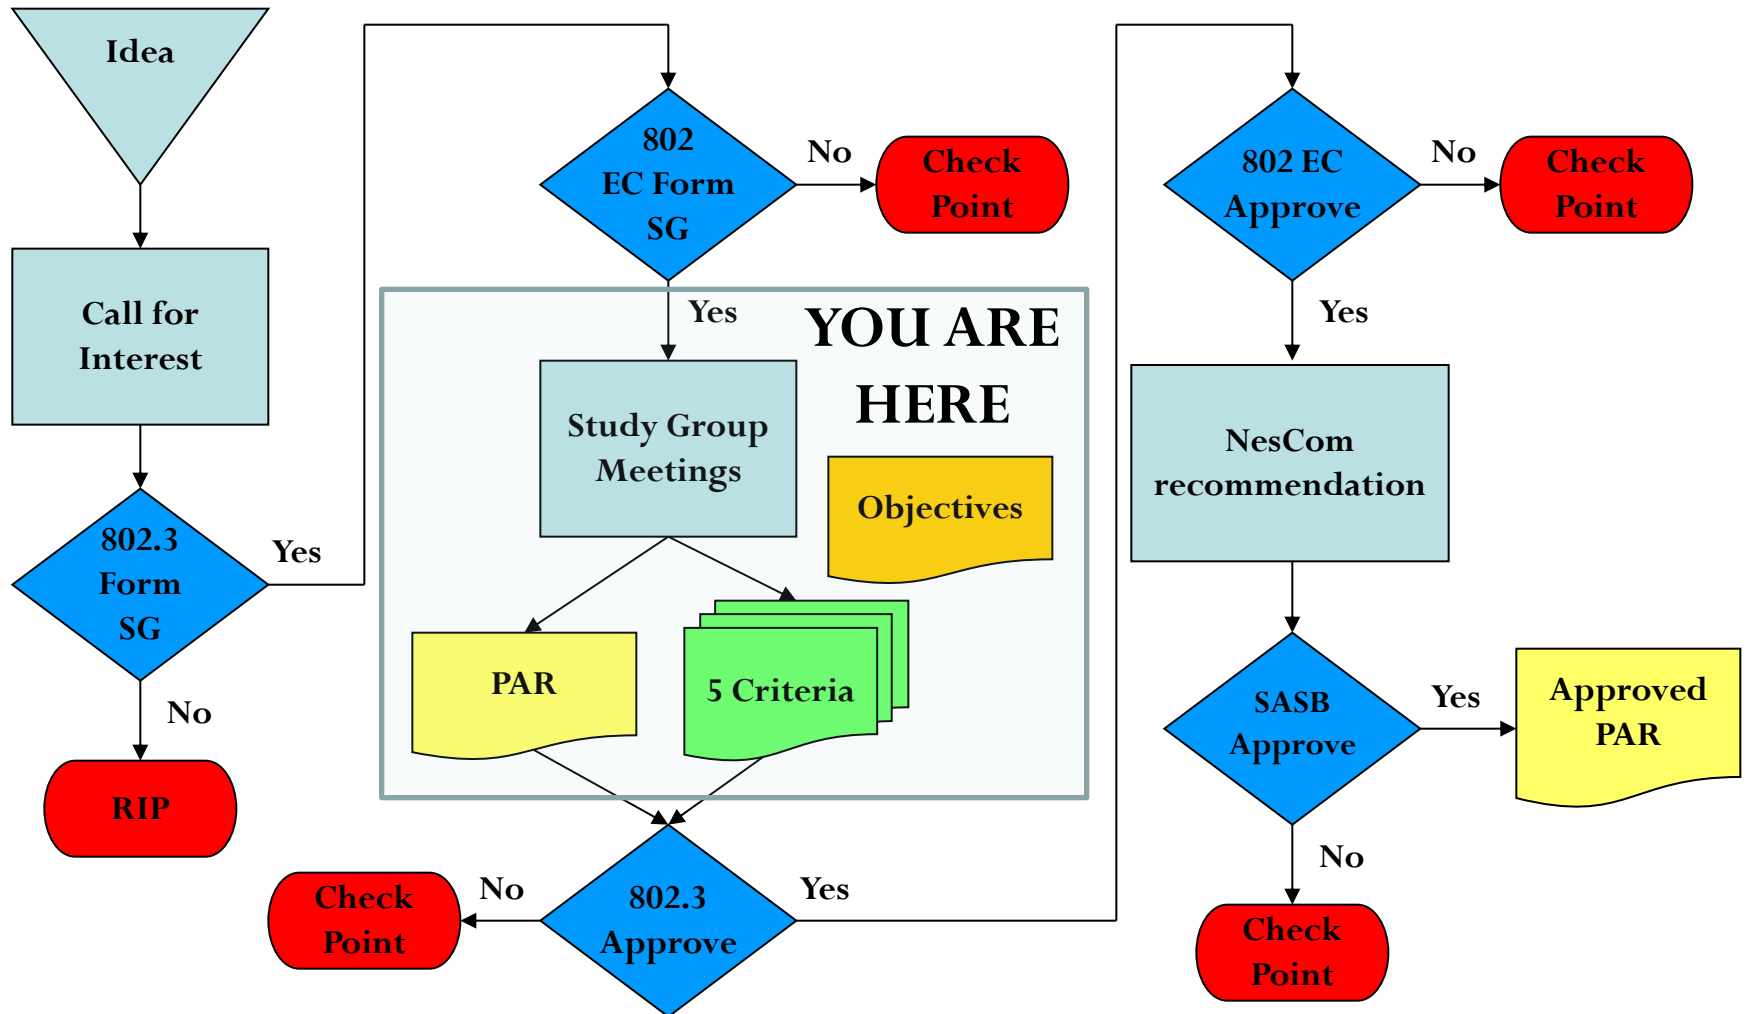 Idea
Call for
Interest
802.3
Form
SG
Yes
No
RIP
802
EC Form
SG
No
Check
Point
Yes
YOU ARE
HERE
Study Group
Meetings
Objectives
PAR
5 Criteria
802.3
Approve
No
Check
Point
Yes
802 EC
Approve
No
Check
Point
Yes
NesCom
recommendation
SASB
Approve
Yes
Approved
PAR
No
Check
Point